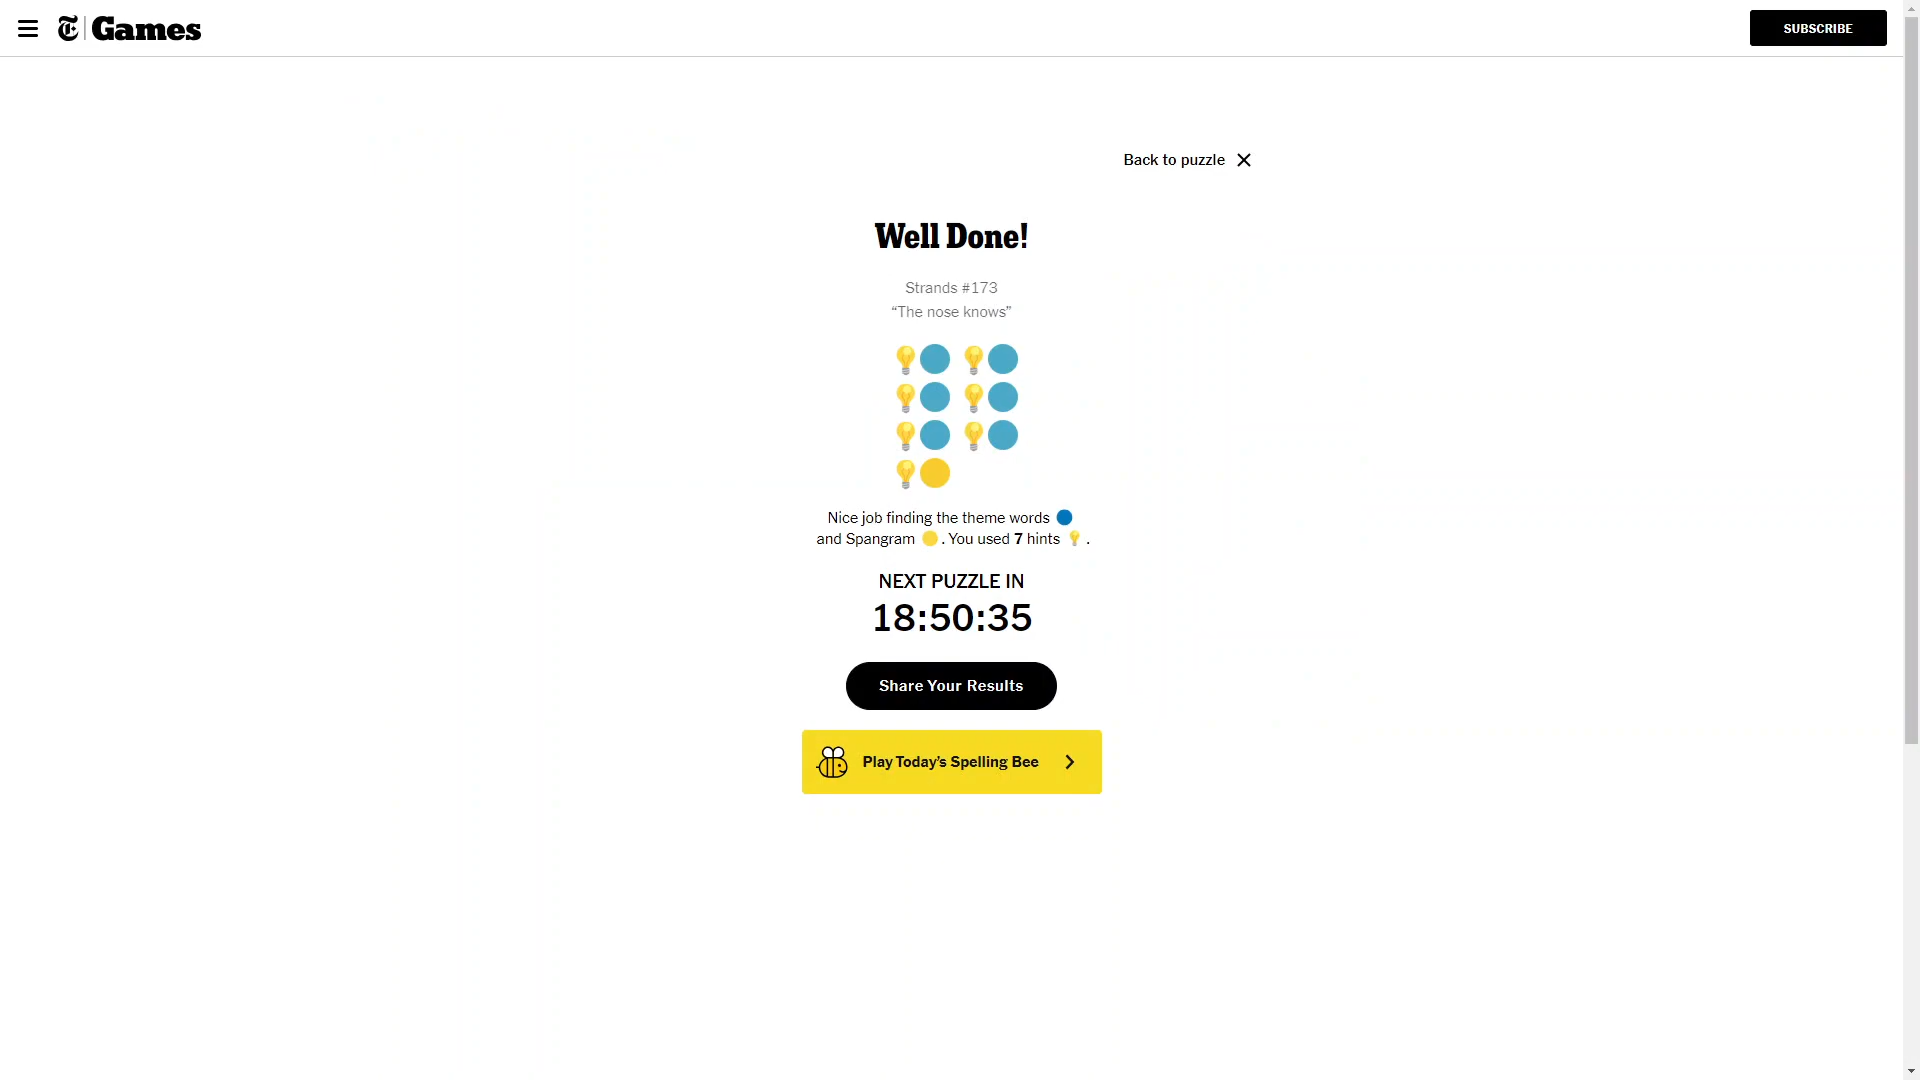 Games
SUBSCRIBE
Back to puzzle
Well Done!
Strands #173
“The nose knows”
Nice job finding the theme words
and Spangram . You used 7 hints .
NEXT PUZZLE IN
18:50:35
Share Your Results
Play Today’s Spelling Bee